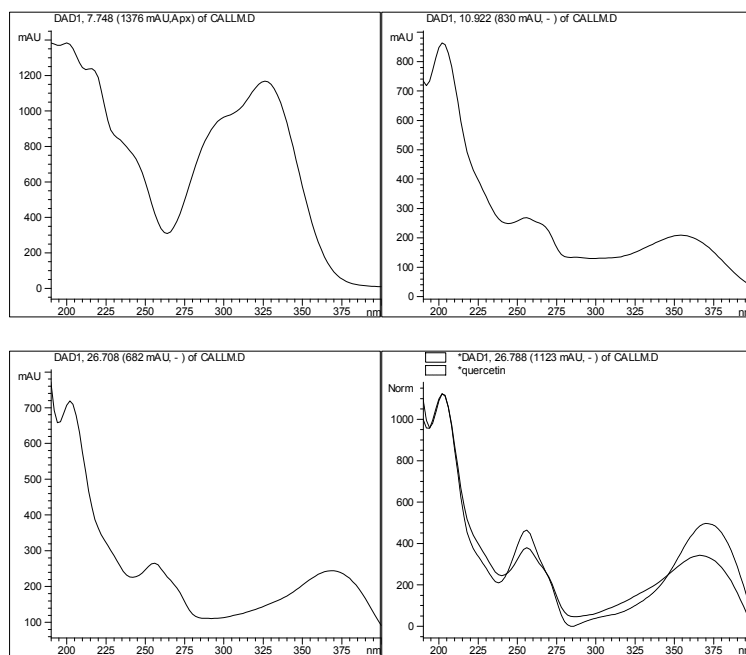 DAD1, 7.748 (1376 mAU,Apx) of CALLM.D
mAU
1200
1000
800
600
400
200
0
200 225 250 275 300 325 350 375 nm
DAD1, 10.922 (830 mAU, - ) of CALLM.D
mAU
800
700
600
500
400
300
200
100
0
200 225 250 275 300 325 350 375 nm
DAD1, 26.708 (682 mAU, - ) of CALLM.D
mAU
700
600
500
400
300
200
100
200 225 250 275 300 325 350 375 nm
*DAD1, 26.788 (1123 mAU, - ) of CALLM.D
*quercetin
Norm
1000
800
600
400
200
0
200 225 250 275 300 325 350 375 nm